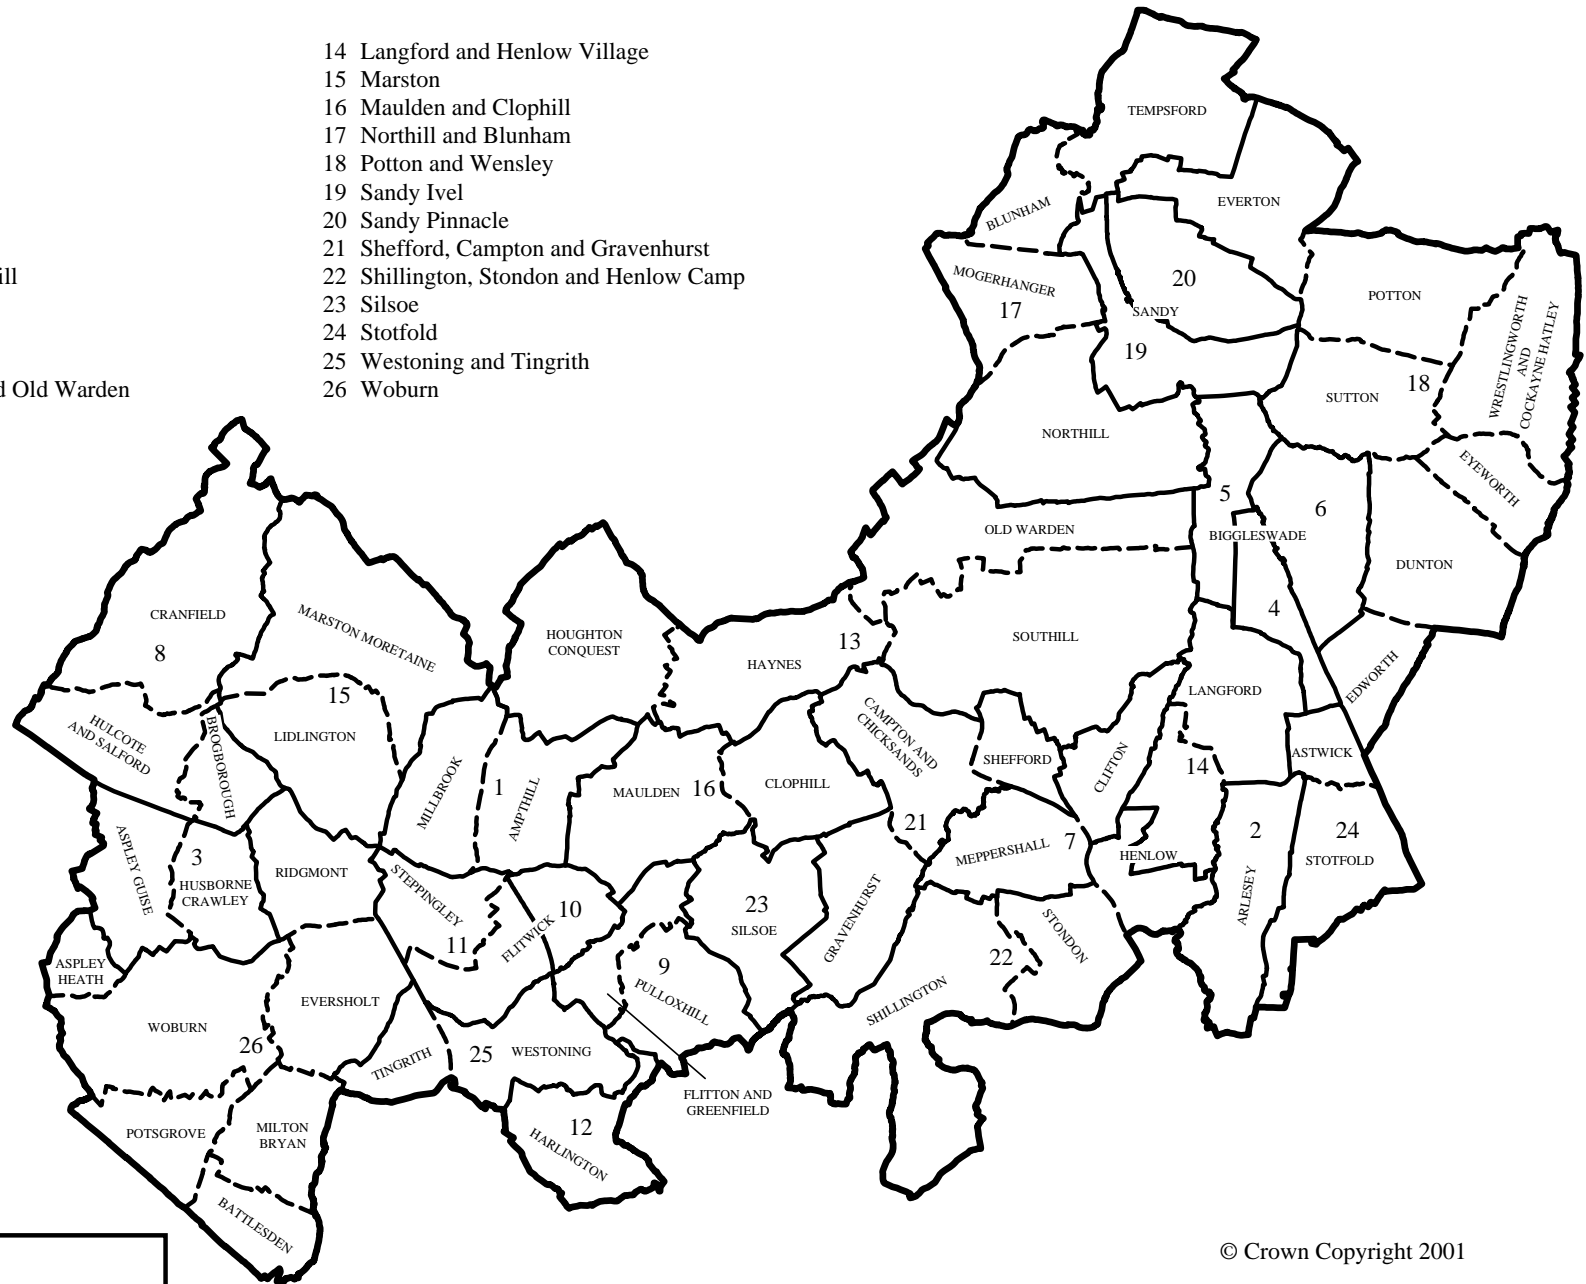 14 Langford and Henlow Village
15 Marston
16 Maulden and Clophill
17 Northill and Blunham
18 Potton and Wensley
19 Sandy Ivel
20 Sandy Pinnacle
21 Shefford, Campton and Gravenhurst
ill
22 Shillington, Stondon and Henlow Camp
23 Silsoe
24 Stotfold
25 Westoning and Tingrith
d Old Warden
26 Woburn
TEMPSFORD
BLUNHAM
EVERTON
MOGERHANGER
17
20
SANDY
19
POTTON
WRESTLINGWORTH
AND
COCKAYNE HATLEY
SUTTON
18
NORTHILL
EYEWORTH
5
6
OLD WARDEN
BIGGLESWADE
DUNTON
4
CRANFIELD
8
MARSTON MORETAINE
HOUGHTON
CONQUEST
HAYNES
13
SOUTHILL
LANGFORD
EDWORTH
HULCOTE
AND SALFORD
BROGBOROUGH
15
LIDLINGTON
MILLBROOK
1
AMPTHILL
MAULDEN
16
CLOPHILL
CAMPTON AND
CHICKSANDS
SHEFFORD
CLIFTON
14
ASTWICK
ASPLEY GUISE
3
HUSBORNE
CRAWLEY
RIDGMONT
STEPPINGLEY
11
FLITWICK
10
21
MEPPERSHALL
7
HENLOW
2
ARLESEY
24
STOTFOLD
23
SILSOE
GRAVENHURST
STONDON
22
SHILLINGTON
ASPLEY
HEATH
WOBURN
26
EVERSHOLT
TINGRITH
25
WESTONING
9
PULLOXHILL
FLITTON AND
GREENFIELD
POTSGROVE
MILTON
BRYAN
12
HARLINGTON
BATTLESDEN
© Crown Copyright 2001